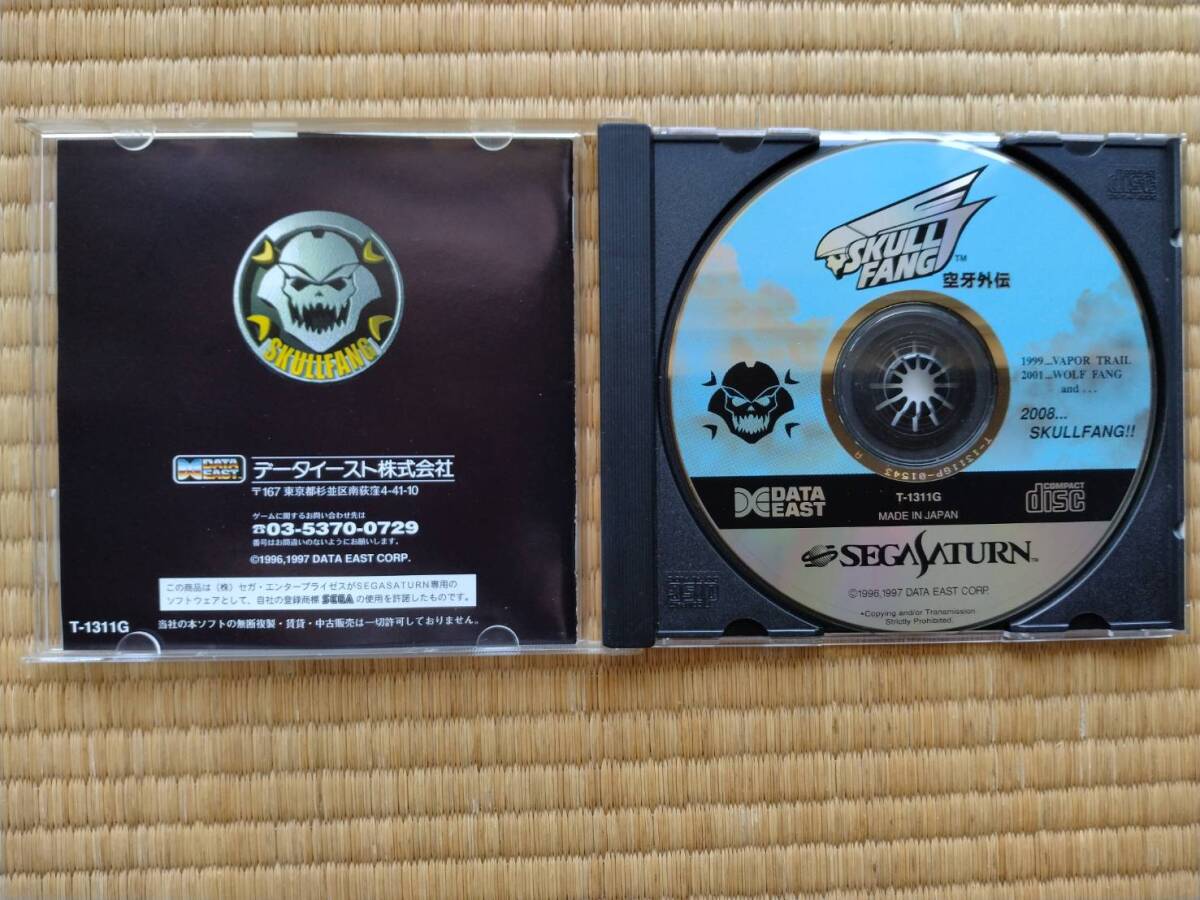 SKULLFANG
DATA EAST データイースト株式会社
〒167 東京都杉並区南荻窪4-41-10
ゲームに関するお問い合わせ先は
☎03-5370-0729
番号はお間違いのないようにお願いします。
©1996,1997 DATA EAST CORP.
この商品は(株)セガ・エンタープライゼスがSEGASATURN専用の
ソフトウェアとして、自社の登録商標 SEGA の使用を許諾したものです。
T-1311G
当社の本ソフトの無断複製・賃貸・中古販売は一切許可しておりません。
SKULL
FANG™
空牙外伝
1999...VAPOR TRAIL
2001...WOLF FANG
and...
2008...
SKULLFANG!!
T-1311GP-01543
A
DATA
EAST
T-1311G
MADE IN JAPAN
COMPACT
disc
SEGASATURN™
©1996,1997 DATA EAST CORP.
•Copying and/or Transmission
Strictly Prohibited.